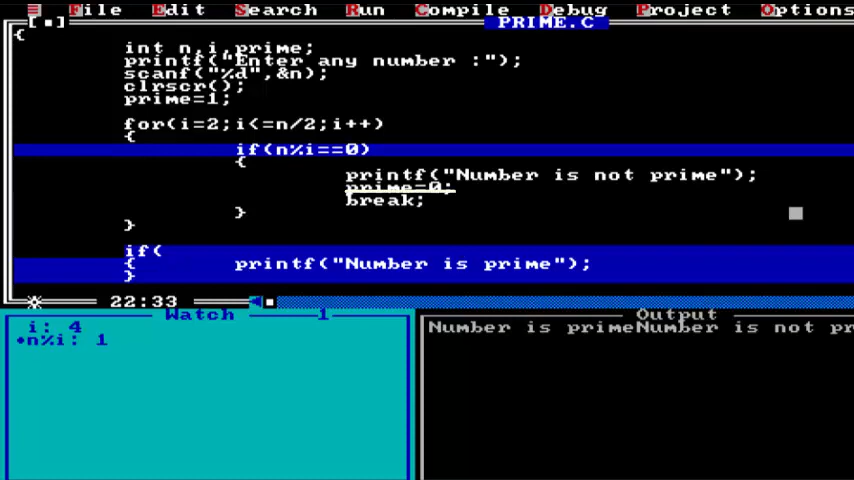 ≡ File Edit Search Run Compile Debug Project Options
[▪] PRIME.C
{
int n,i,prime;
printf("Enter any number :");
scanf("%d",&n);
clrscr();
prime=1;
for(i=2;i<=n/2;i++)
{
if(n%i==0)
{
printf("Number is not prime");
prime=0;
break;
}
}
if(
{ printf("Number is prime");
}
22:33
Watch 1
i: 4
•n%i: 1
Output
Number is primeNumber is not pr